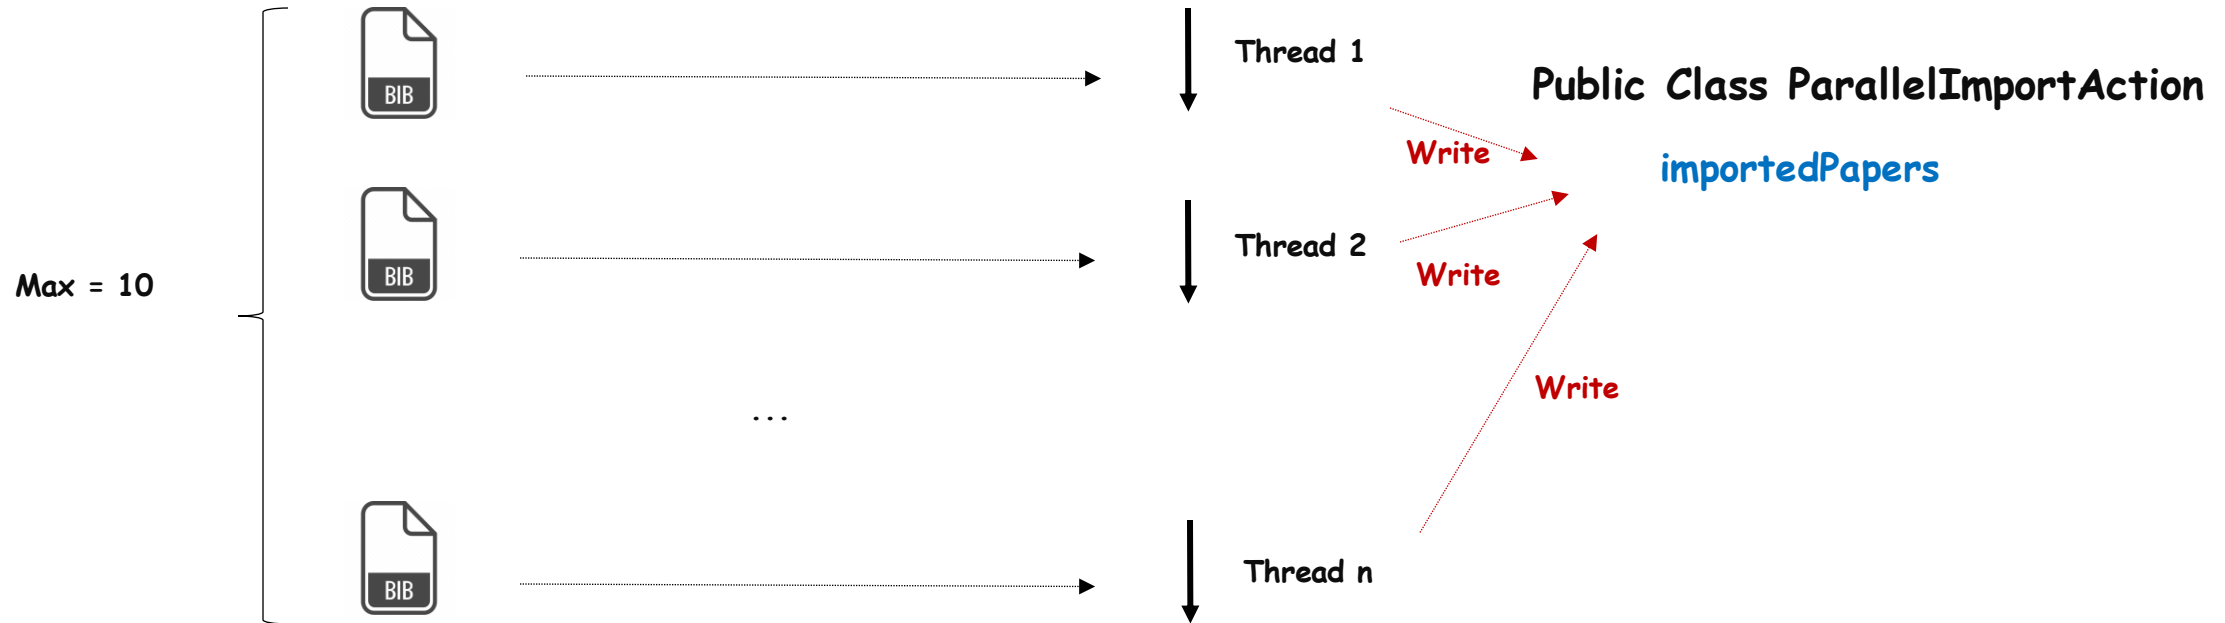 BIB
Thread 1
Public Class ParallelImportAction
Write
importedPapers
BIB
Thread 2
Write
Max = 10
Write
...
BIB
Thread n